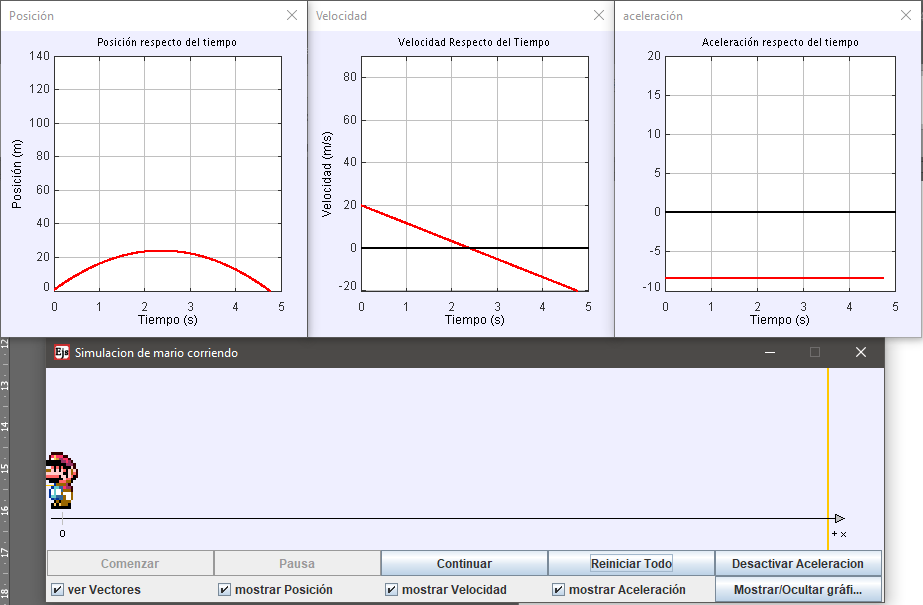 Posición
Velocidad
aceleración
Posición respecto del tiempo
140
120
100
80
60
40
20
0
Posición (m)
0 1 2 3 4 5
Tiempo (s)
Velocidad Respecto del Tiempo
80
60
40
20
0
-20
Velocidad (m/s)
0 1 2 3 4 5
Tiempo (s)
Aceleración respecto del tiempo
20
15
10
5
0
-5
-10
0 1 2 3 4 5
Tiempo (s)
12
13
14
15
16
17
18
Ejs Simulacion de mario corriendo
0
+ x
Comenzar Pausa Continuar Reiniciar Todo Desactivar Aceleracion
ver Vectores mostrar Posición mostrar Velocidad mostrar Aceleración Mostrar/Ocultar gráfi...